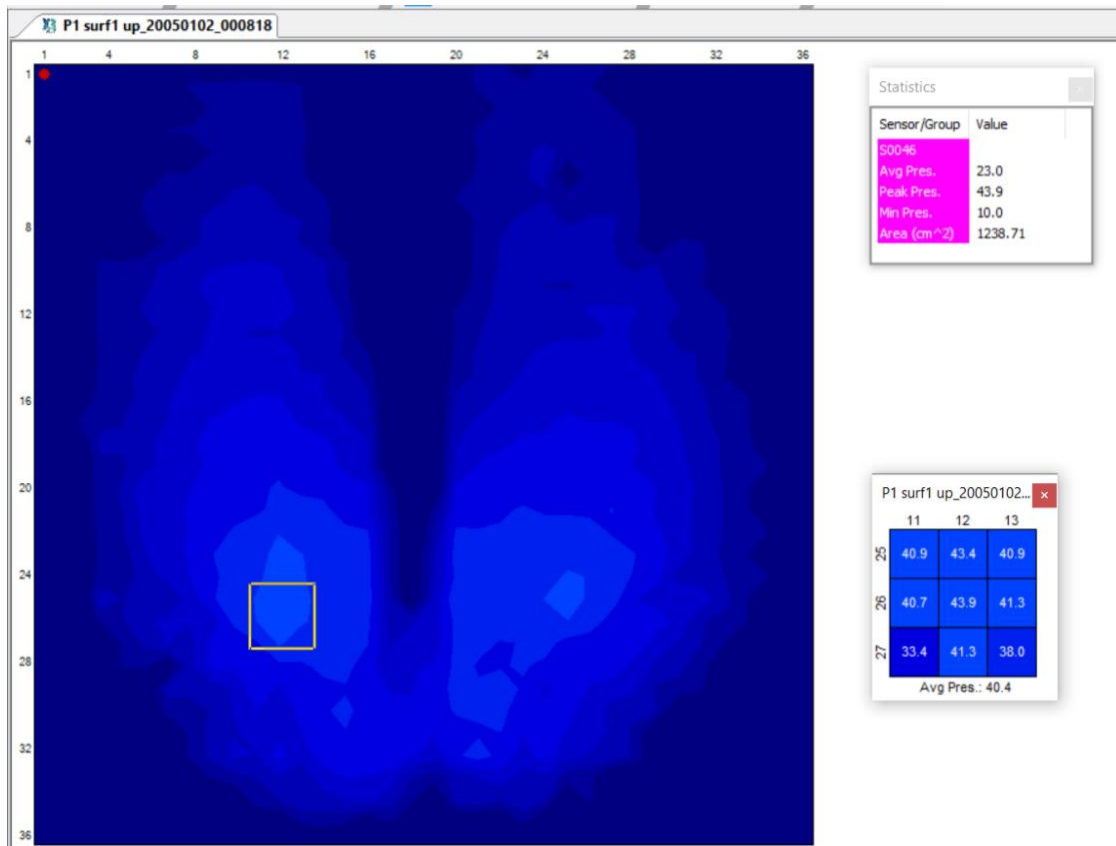 P1 surf1 up_20050102_000818
1 4 8 12 16 20 24 28 32 36
1
4
8
12
16
20
24
28
32
36
Statistics
Sensor/Group Value
S0046
Avg Pres. 23.0
Peak Pres. 43.9
Min Pres. 10.0
Area (cm^2) 1238.71
P1 surf1 up_20050102...
11 12 13
25 40.9 43.4 40.9
26 40.7 43.9 41.3
27 33.4 41.3 38.0
Avg Pres.: 40.4